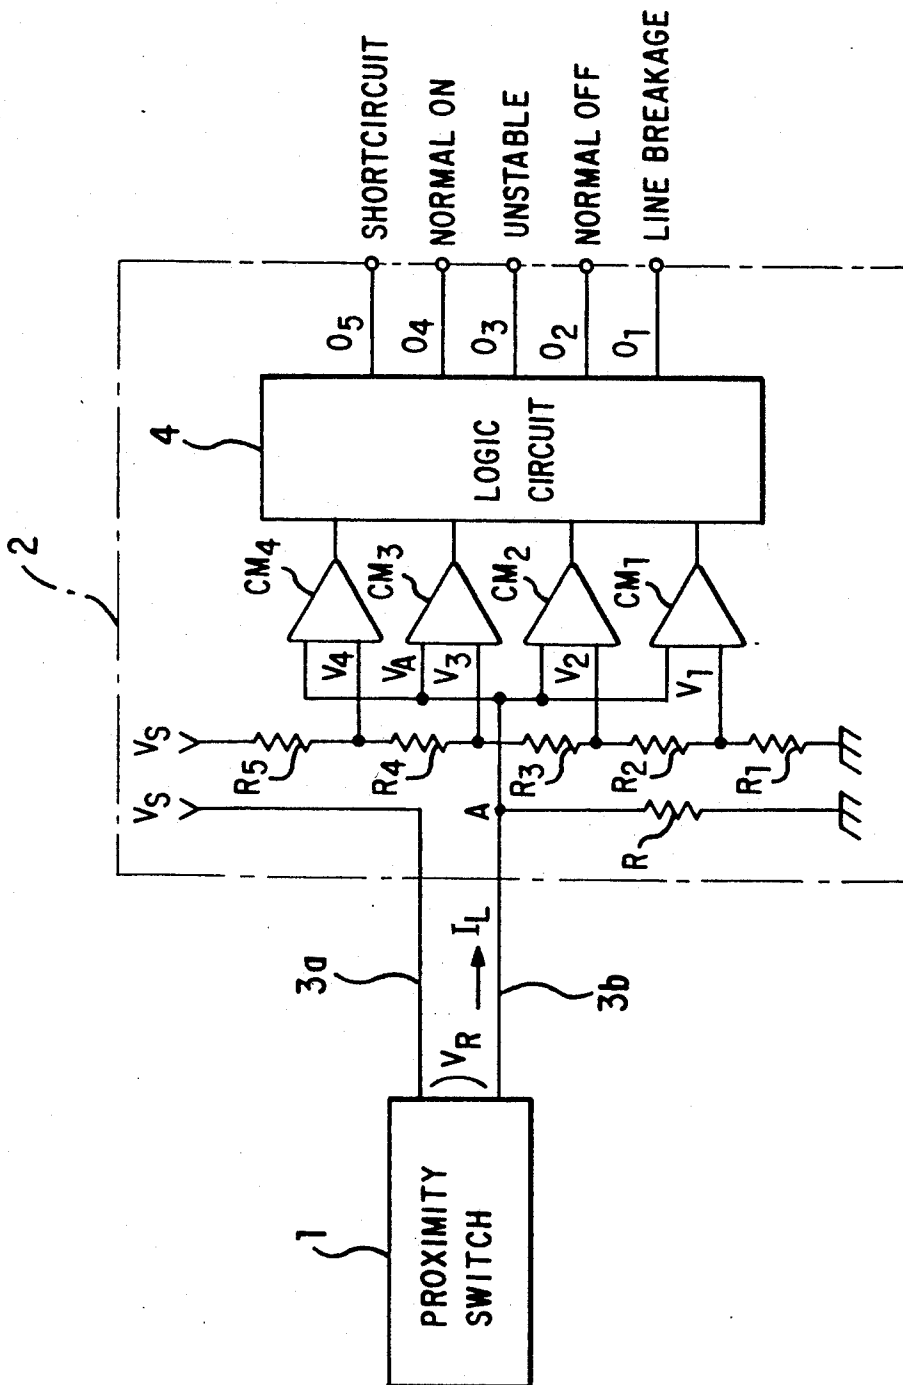 2
4
SHORTCIRCUIT
NORMAL ON
UNSTABLE
NORMAL OFF
LINE BREAKAGE
O5
O4
O3
O2
O1
LOGIC
CIRCUIT
CM4
CM3
CM2
CM1
V4
VA
V3
V2
V1
VS
VS
R5
R4
R3
R2
R1
A
R
3a
IL
3b
VR
1
PROXIMITY
SWITCH